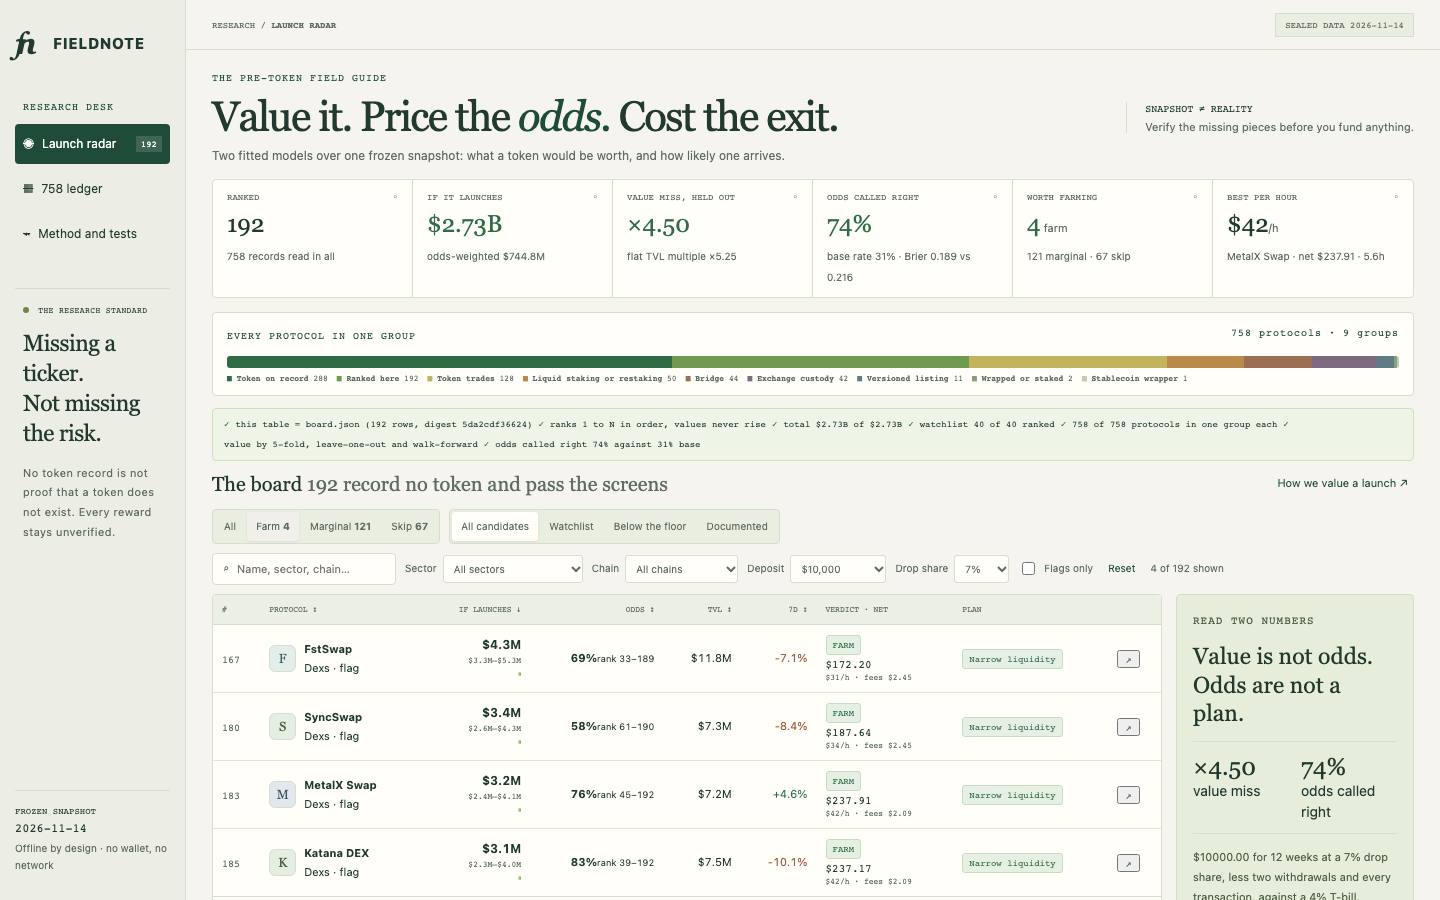 fn FIELDNOTE
RESEARCH DESK
Launch radar 192
758 ledger
Method and tests
THE RESEARCH STANDARD
Missing a
ticker.
Not missing
the risk.
No token record is not
proof that a token does
not exist. Every reward
stays unverified.
FROZEN SNAPSHOT
2026-11-14
Offline by design · no wallet, no
network
RESEARCH / LAUNCH RADAR
SEALED DATA 2026-11-14
THE PRE-TOKEN FIELD GUIDE
Value it. Price the odds. Cost the exit.
Two fitted models over one frozen snapshot: what a token would be worth, and how likely one arrives.
SNAPSHOT ≠ REALITY
Verify the missing pieces before you fund anything.
RANKED
192
758 records read in all
IF IT LAUNCHES
$2.73B
odds-weighted $744.8M
VALUE MISS, HELD OUT
×4.50
flat TVL multiple ×5.25
ODDS CALLED RIGHT
74%
base rate 31% · Brier 0.189 vs
0.216
WORTH FARMING
4 farm
121 marginal · 67 skip
BEST PER HOUR
$42/h
MetalX Swap · net $237.91 · 5.6h
EVERY PROTOCOL IN ONE GROUP
758 protocols · 9 groups
Token on record 288 Ranked here 192 Token trades 128 Liquid staking or restaking 50 Bridge 44 Exchange custody 42 Versioned listing 11 Wrapped or staked 2 Stablecoin wrapper 1
✓ this table = board.json (192 rows, digest 5da2cdf36624) ✓ ranks 1 to N in order, values never rise ✓ total $2.73B of $2.73B ✓ watchlist 40 of 40 ranked ✓ 758 of 758 protocols in one group each ✓
value by 5-fold, leave-one-out and walk-forward ✓ odds called right 74% against 31% base
The board 192 record no token and pass the screens
How we value a launch ↗
All Farm 4 Marginal 121 Skip 67
All candidates Watchlist Below the floor Documented
Name, sector, chain...
Sector All sectors
Chain All chains
Deposit $10,000
Drop share 7%
Flags only
Reset
4 of 192 shown
# PROTOCOL ↕ IF LAUNCHES ↓ ODDS ↕ TVL ↕ 7D ↕ VERDICT · NET PLAN
167 F FstSwap $4.3M 69% rank 33–189 $11.8M -7.1% FARM Narrow liquidity ↗
Dexs · flag $3.3M–$5.3M $172.20
$31/h · fees $2.45
180 S SyncSwap $3.4M 58% rank 61–190 $7.3M -8.4% FARM Narrow liquidity ↗
Dexs · flag $2.6M–$4.3M $187.64
$34/h · fees $2.45
183 M MetalX Swap $3.2M 76% rank 45–192 $7.2M +4.6% FARM Narrow liquidity ↗
Dexs · flag $2.4M–$4.1M $237.91
$42/h · fees $2.09
185 K Katana DEX $3.1M 83% rank 39–192 $7.5M -10.1% FARM Narrow liquidity ↗
Dexs · flag $2.3M–$4.0M $237.17
$42/h · fees $2.09
READ TWO NUMBERS
Value is not odds.
Odds are not a
plan.
×4.50
value miss
74%
odds called
right
$10000.00 for 12 weeks at a 7% drop
share, less two withdrawals and every
transaction, against a 4% T-bill.